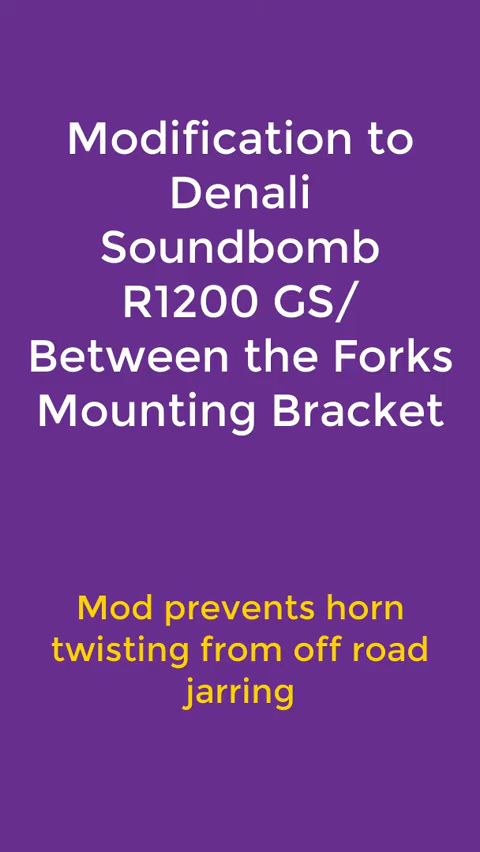 Modification to
Denali
Soundbomb
R1200 GS/
Between the Forks
Mounting Bracket
Mod prevents horn
twisting from off road
jarring